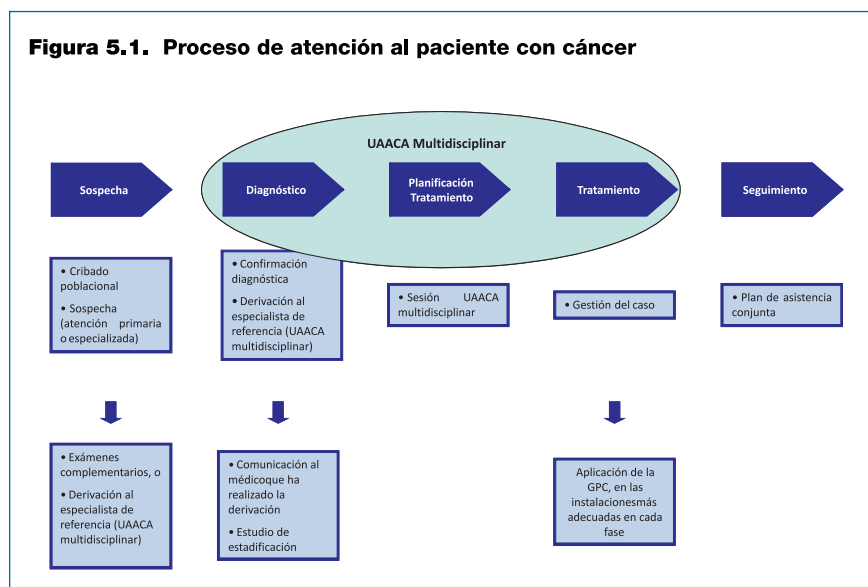 Figura 5.1. Proceso de atención al paciente con cáncer
UAACA Multidisciplinar
Sospecha
Diagnóstico
Planificación
Tratamiento
Tratamiento
Seguimiento
• Cribado
poblacional
• Sospecha
(atención primaria
o especializada)
• Confirmación
diagnóstica
• Derivación al
especialista de
referencia (UAACA
multidisciplinar)
• Sesión UAACA
multidisciplinar
• Gestión del caso
• Plan de asistencia
conjunta
• Exámenes
complementarios, o
• Derivación al
especialista de
referencia (UAACA
multidisciplinar)
• Comunicación al
médicoque ha
realizado la
derivación
• Estudio de
estadificación
Aplicación de la
GPC, en las
instalacionesmás
adecuadas en cada
fase